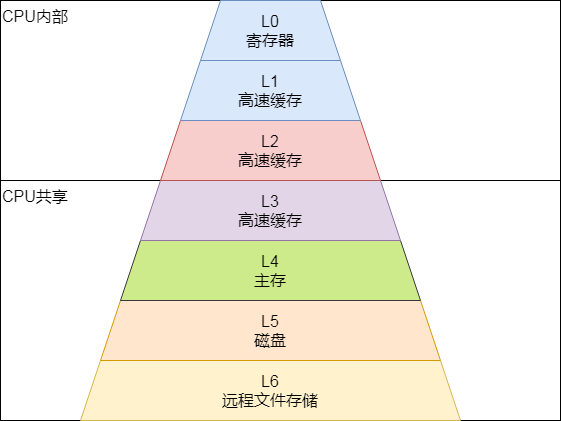 CPU内部
L0
寄存器
L1
高速缓存
L2
高速缓存
CPU共享
L3
高速缓存
L4
主存
L5
磁盘
L6
远程文件存储